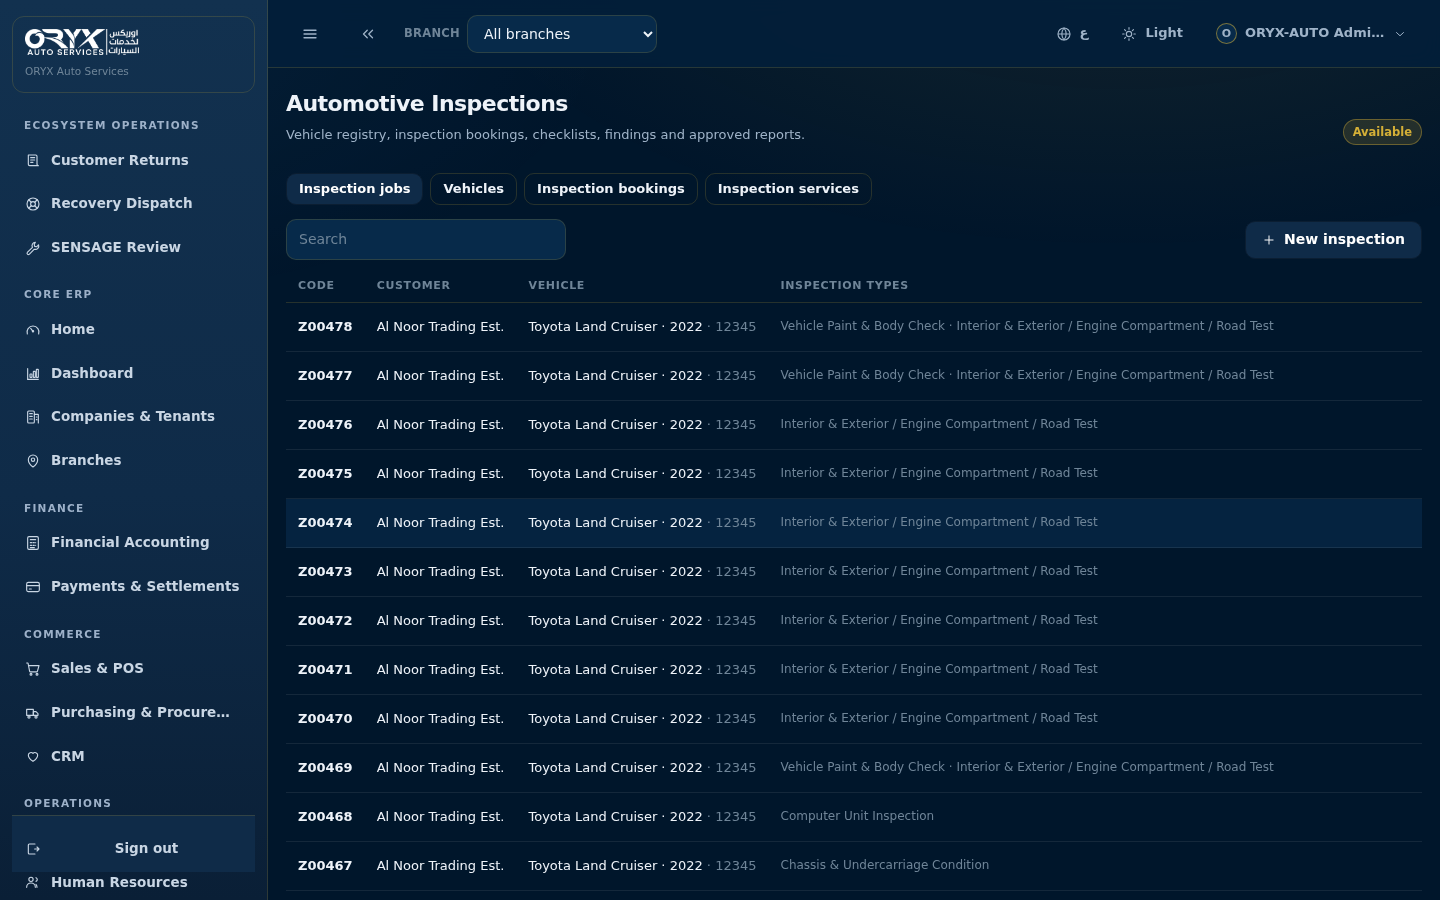 ORYX
AUTO SERVICES
اوريكس
لخدمات
السيارات
ORYX Auto Services
ECOSYSTEM OPERATIONS
Customer Returns
Recovery Dispatch
SENSAGE Review
CORE ERP
Home
Dashboard
Companies & Tenants
Branches
FINANCE
Financial Accounting
Payments & Settlements
COMMERCE
Sales & POS
Purchasing & Procure...
CRM
OPERATIONS
Sign out
Human Resources
BRANCH All branches
ع
Light
O ORYX-AUTO Admi...
Automotive Inspections
Vehicle registry, inspection bookings, checklists, findings and approved reports.
Available
Inspection jobs Vehicles Inspection bookings Inspection services
Search
New inspection
CODE CUSTOMER VEHICLE INSPECTION TYPES
Z00478 Al Noor Trading Est. Toyota Land Cruiser · 2022 · 12345 Vehicle Paint & Body Check · Interior & Exterior / Engine Compartment / Road Test
Z00477 Al Noor Trading Est. Toyota Land Cruiser · 2022 · 12345 Vehicle Paint & Body Check · Interior & Exterior / Engine Compartment / Road Test
Z00476 Al Noor Trading Est. Toyota Land Cruiser · 2022 · 12345 Interior & Exterior / Engine Compartment / Road Test
Z00475 Al Noor Trading Est. Toyota Land Cruiser · 2022 · 12345 Interior & Exterior / Engine Compartment / Road Test
Z00474 Al Noor Trading Est. Toyota Land Cruiser · 2022 · 12345 Interior & Exterior / Engine Compartment / Road Test
Z00473 Al Noor Trading Est. Toyota Land Cruiser · 2022 · 12345 Interior & Exterior / Engine Compartment / Road Test
Z00472 Al Noor Trading Est. Toyota Land Cruiser · 2022 · 12345 Interior & Exterior / Engine Compartment / Road Test
Z00471 Al Noor Trading Est. Toyota Land Cruiser · 2022 · 12345 Interior & Exterior / Engine Compartment / Road Test
Z00470 Al Noor Trading Est. Toyota Land Cruiser · 2022 · 12345 Interior & Exterior / Engine Compartment / Road Test
Z00469 Al Noor Trading Est. Toyota Land Cruiser · 2022 · 12345 Vehicle Paint & Body Check · Interior & Exterior / Engine Compartment / Road Test
Z00468 Al Noor Trading Est. Toyota Land Cruiser · 2022 · 12345 Computer Unit Inspection
Z00467 Al Noor Trading Est. Toyota Land Cruiser · 2022 · 12345 Chassis & Undercarriage Condition